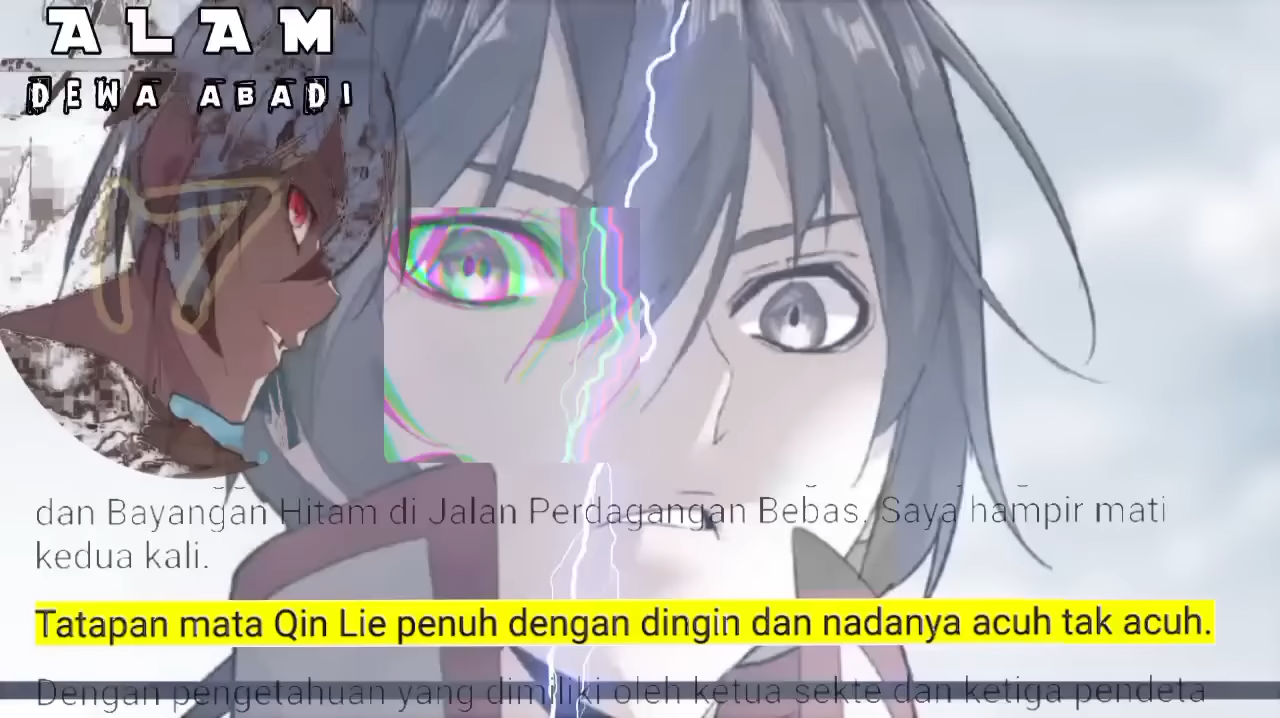 ALAM
DEWA ABADI
dan Bayangan Hitam di Jalan Perdagangan Bebas. Saya hampir mati
kedua kali.
Tatapan mata Qin Lie penuh dengan dingin dan nadanya acuh tak acuh.
Dengan pengetahuan yang dimiliki oleh ketua sekte dan ketiga pendeta